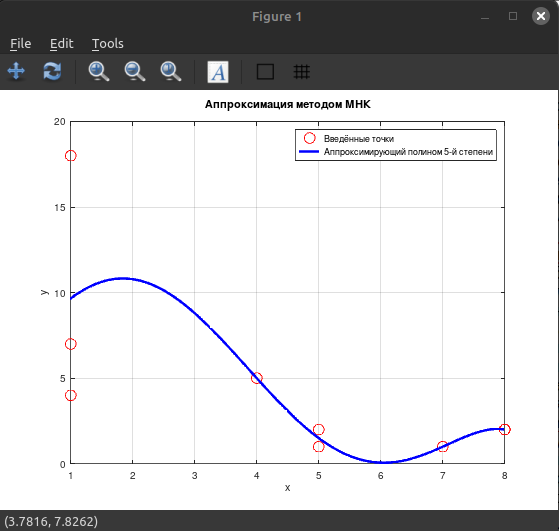 Figure 1
File Edit Tools
A
Аппроксимация методом МНК
Введённые точки
Аппроксимирующий полином 5-й степени
20
15
10
5
0
y
1 2 3 4 5 6 7 8
x
(3.7816, 7.8262)